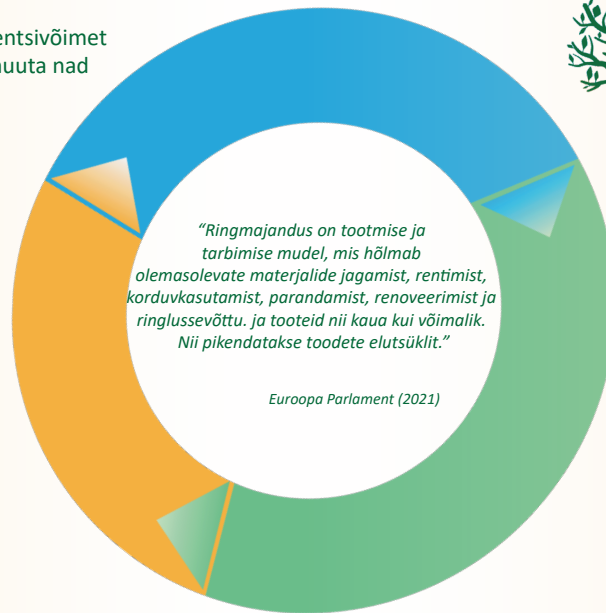 entsivõimet
uuta nad
“Ringmajandus on tootmise ja
tarbimise mudel, mis hõlmab
olemasolevate materjalide jagamist, rentimist,
korduvkasutamist, parandamist, renoveerimist ja
ringlussevõttu. ja tooteid nii kaua kui võimalik.
Nii pikendatakse toodete elutsüklit.”
Euroopa Parlament (2021)